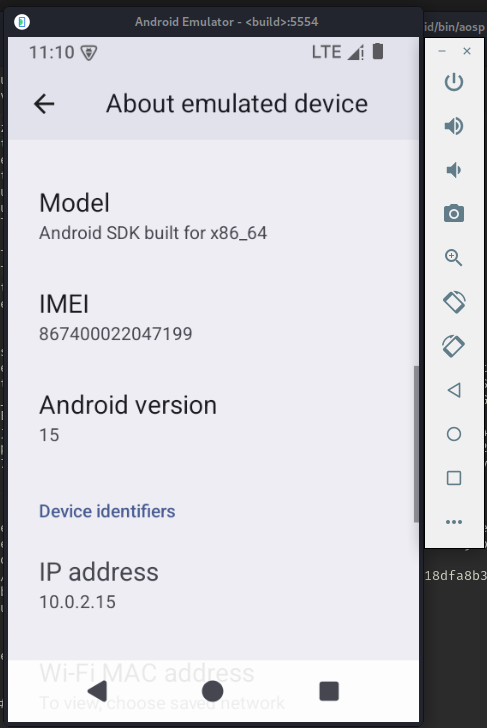 Android Emulator - <build>:5554
id/bin/aosp
11:10
LTE
About emulated device
Model
Android SDK built for x86_64
IMEI
867400022047199
Android version
15
Device identifiers
IP address
10.0.2.15
Wi-Fi MAC address
To view, choose saved network
18dfa8b3